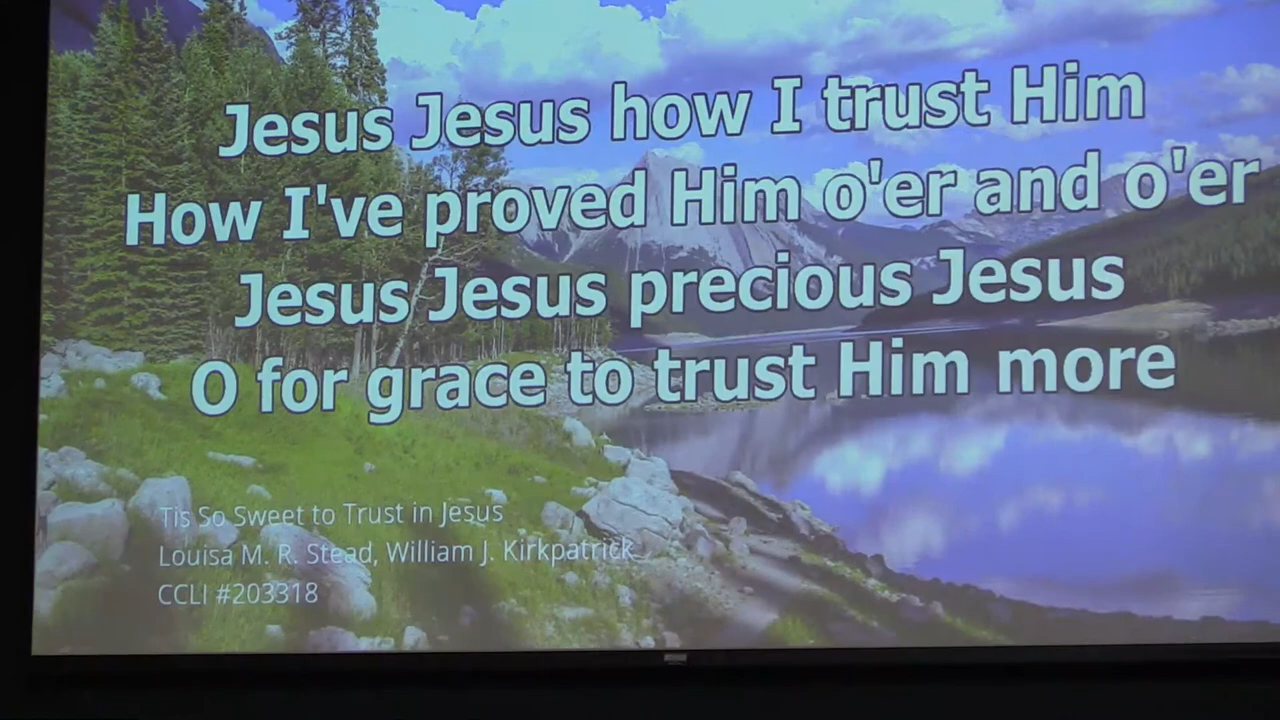 Jesus Jesus how I trust Him
How I've proved Him o'er and o'er
Jesus Jesus precious Jesus
O for grace to trust Him more
Tis So Sweet to Trust in Jesus
Louisa M. R. Stead, William J. Kirkpatrick
CCLI #203318